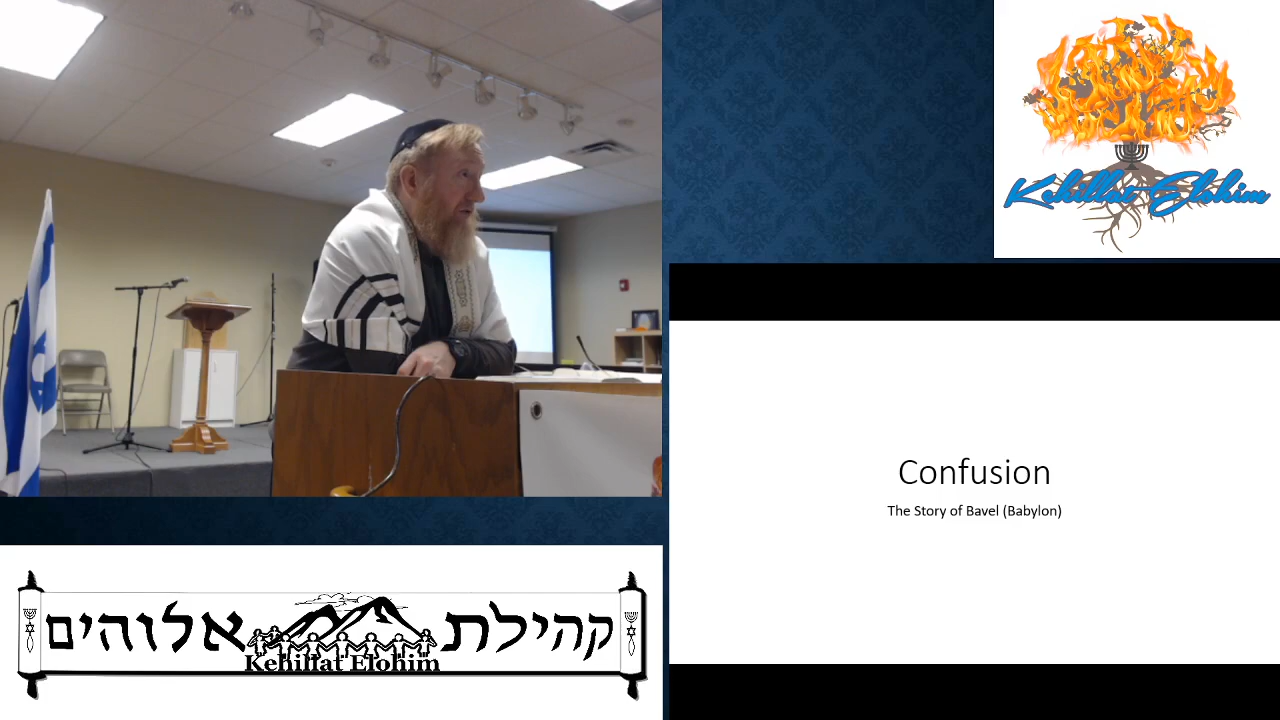 Kehillat Elohim
Confusion
The Story of Bavel (Babylon)
קהילת אלוהים
Kehillat Elohim